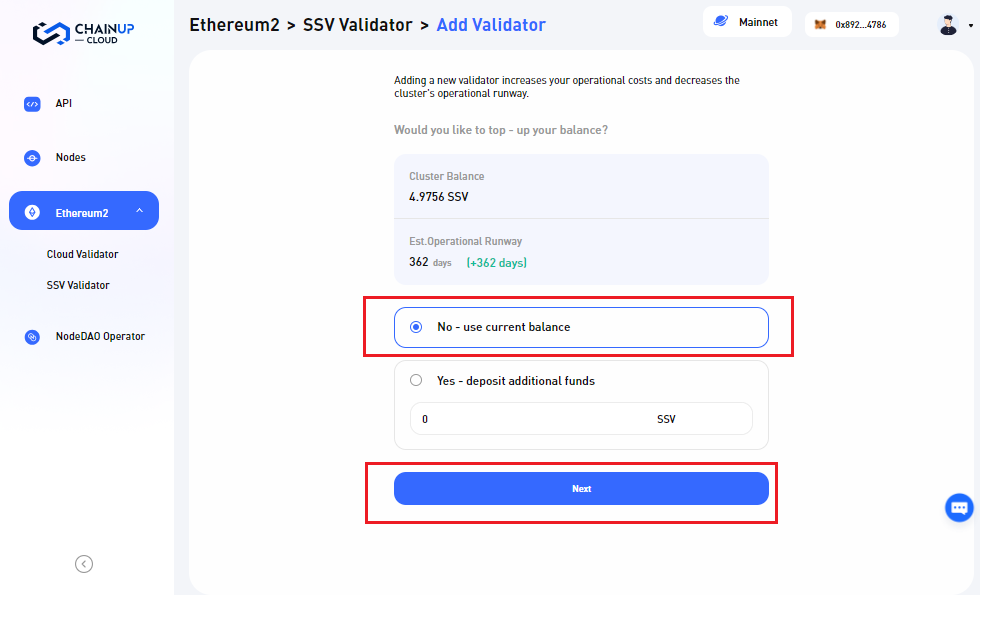 CHAINUP
CLOUD
Ethereum2 > SSV Validator > Add Validator
Mainnet
0x892...4786
API
Nodes
Ethereum2
Cloud Validator
SSV Validator
NodeDAO Operator
Adding a new validator increases your operational costs and decreases the
cluster's operational runway.
Would you like to top - up your balance?
Cluster Balance
4.9756 SSV
Est.Operational Runway
362 days (+362 days)
No - use current balance
Yes - deposit additional funds
0 SSV
Next